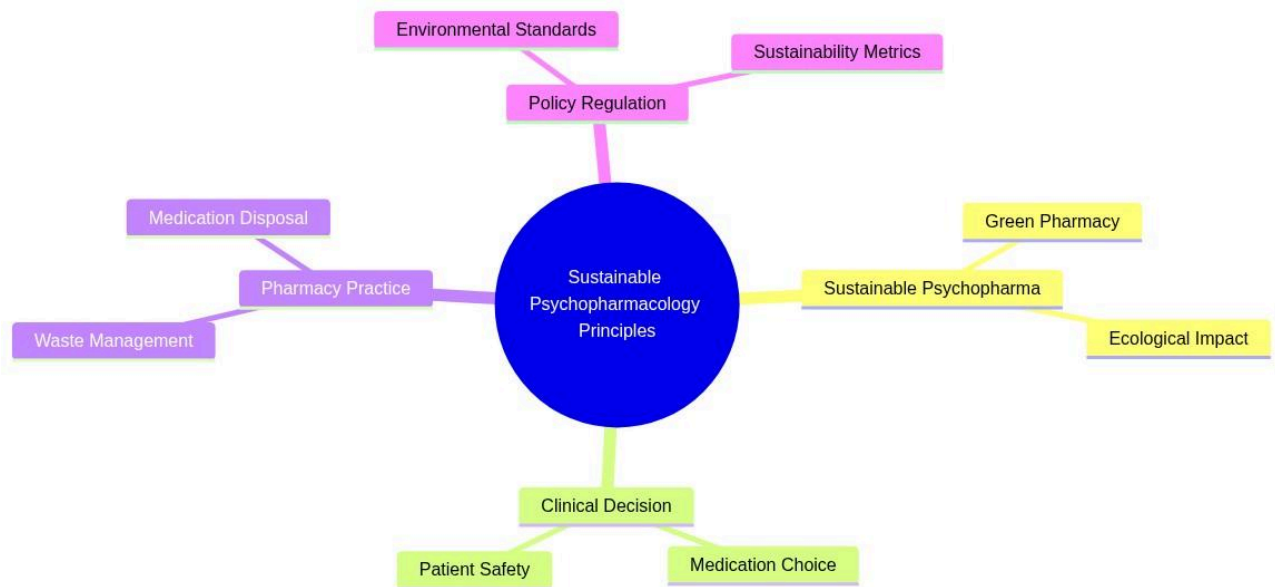 Environmental Standards
Sustainability Metrics
Policy Regulation
Medication Disposal
Green Pharmacy
Pharmacy Practice
Sustainable
Psychopharmacology
Principles
Sustainable Psychopharma
Waste Management
Ecological Impact
Clinical Decision
Patient Safety
Medication Choice